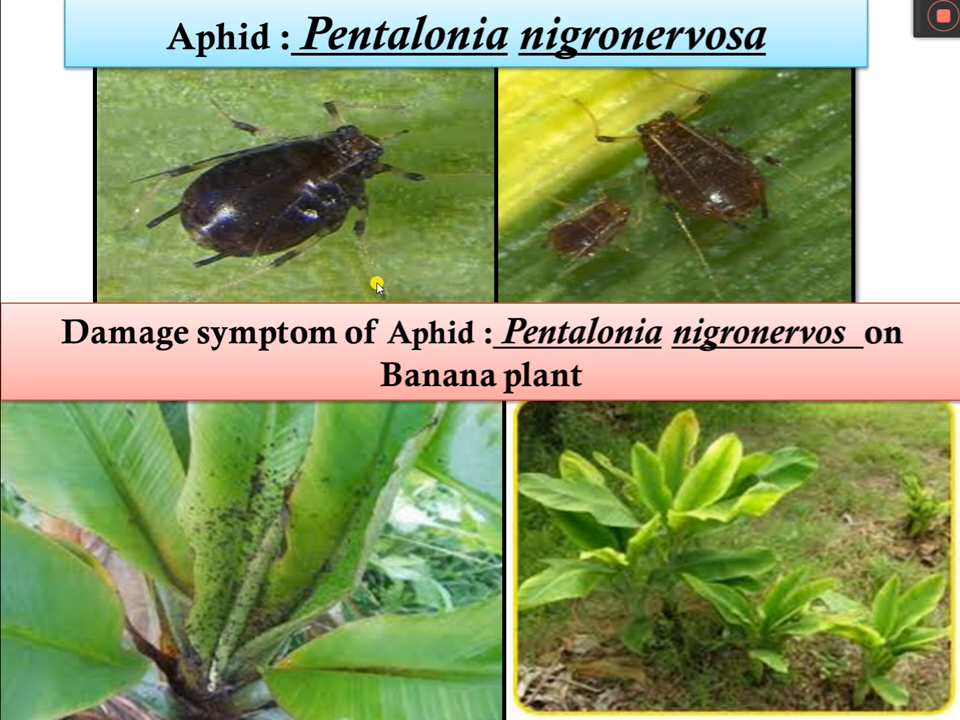 Aphid : Pentalonia nigronervosa
Damage symptom of Aphid : Pentalonia nigronervos on
Banana plant